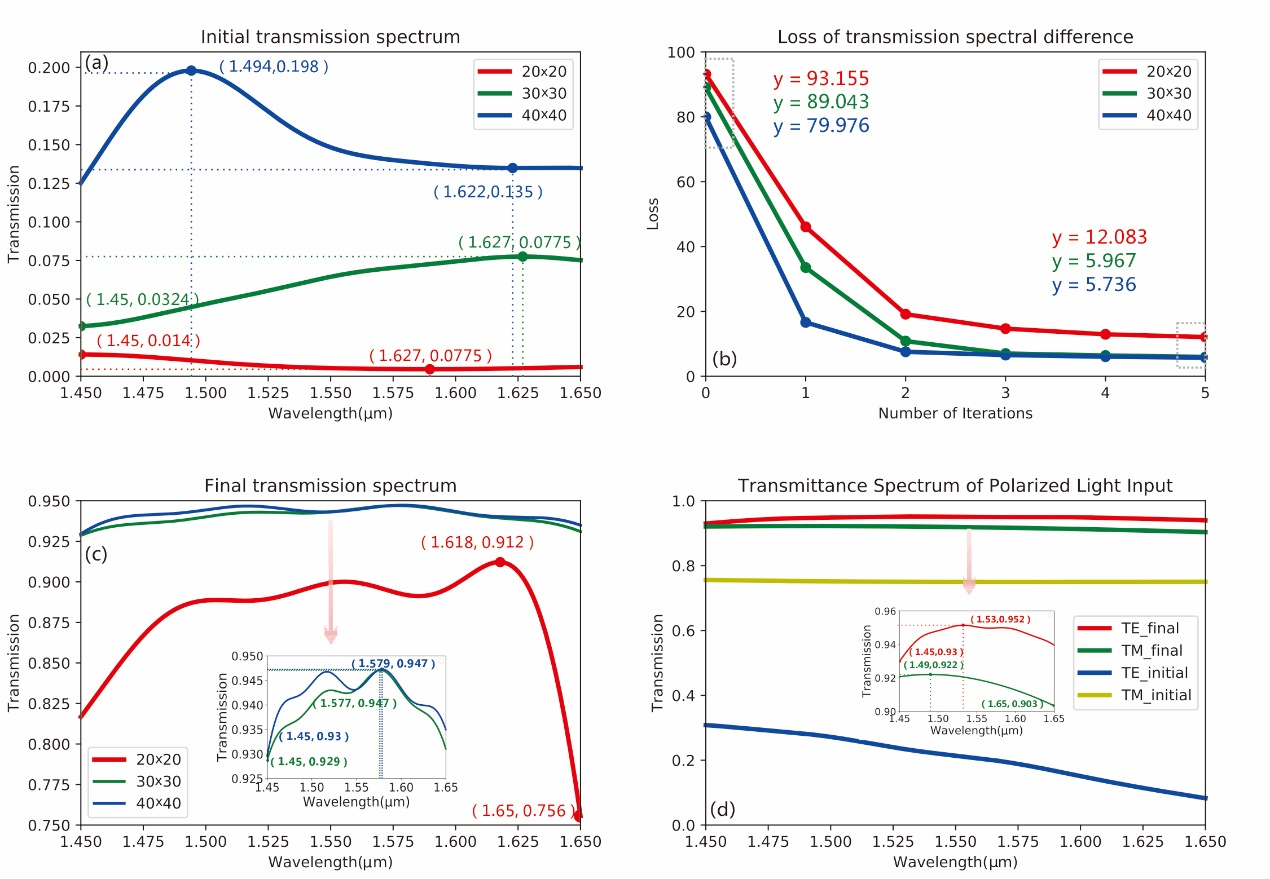 Initial transmission spectrum
(a)
( 1.494,0.198 )
20×20
30×30
40×40
( 1.622,0.135 )
( 1.627, 0.0775 )
( 1.45, 0.0324 )
( 1.45, 0.014 )
( 1.627, 0.0775 )
0.200
0.175
0.150
0.125
0.100
0.075
0.050
0.025
0.000
Transmission
1.450 1.475 1.500 1.525 1.550 1.575 1.600 1.625 1.650
Wavelength(μm)
Loss of transmission spectral difference
y = 93.155
y = 89.043
y = 79.976
20×20
30×30
40×40
y = 12.083
y = 5.967
y = 5.736
(b)
100
80
60
40
20
0
Loss
0 1 2 3 4 5
Number of Iterations
Final transmission spectrum
(c)
( 1.618, 0.912 )
( 1.65, 0.756 )
20×20
30×30
40×40
0.950
0.925
0.900
0.875
0.850
0.825
0.800
0.775
0.750
Transmission
1.450 1.475 1.500 1.525 1.550 1.575 1.600 1.625 1.650
Wavelength(μm)
( 1.579, 0.947 )
( 1.577, 0.947 )
( 1.45, 0.93 )
( 1.45, 0.929 )
0.950
0.945
0.940
0.935
0.930
0.925
Transmission
1.45 1.50 1.55 1.60 1.65
Wavelength(μm)
Transmittance Spectrum of Polarized Light Input
(d)
TE_final
TM_final
TE_initial
TM_initial
1.0
0.8
0.6
0.4
0.2
0.0
Transmission
1.450 1.475 1.500 1.525 1.550 1.575 1.600 1.625 1.650
Wavelength(μm)
( 1.53,0.952 )
( 1.45,0.93 )
( 1.49,0.922 )
( 1.65, 0.903 )
0.96
0.94
0.92
0.90
Transmission
1.45 1.50 1.55 1.60 1.65
Wavelength(μm)